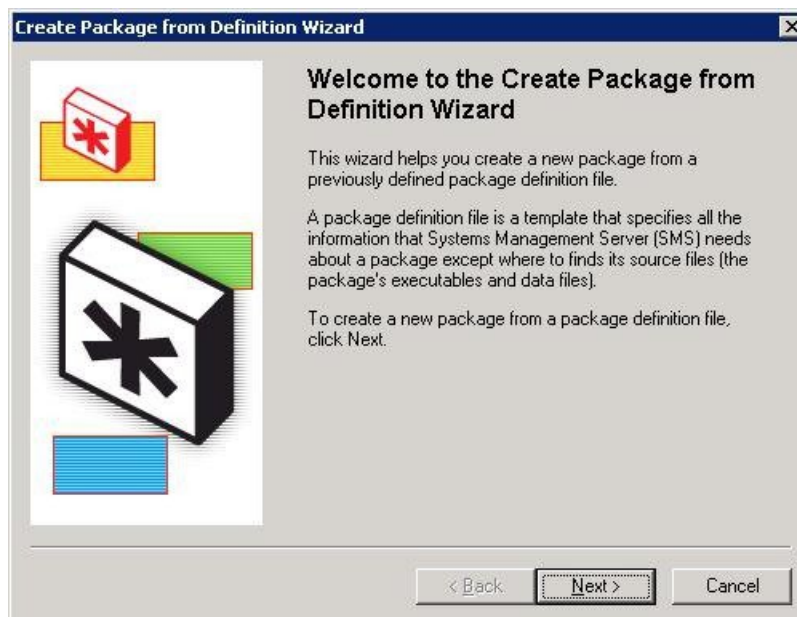 Create Package from Definition Wizard
Welcome to the Create Package from
Definition Wizard
This wizard helps you create a new package from a
previously defined package definition file.
A package definition file is a template that specifies all the
information that Systems Management Server (SMS) needs
about a package except where to finds its source files (the
package's executables and data files).
To create a new package from a package definition file,
click Next.
< Back
Next >
Cancel